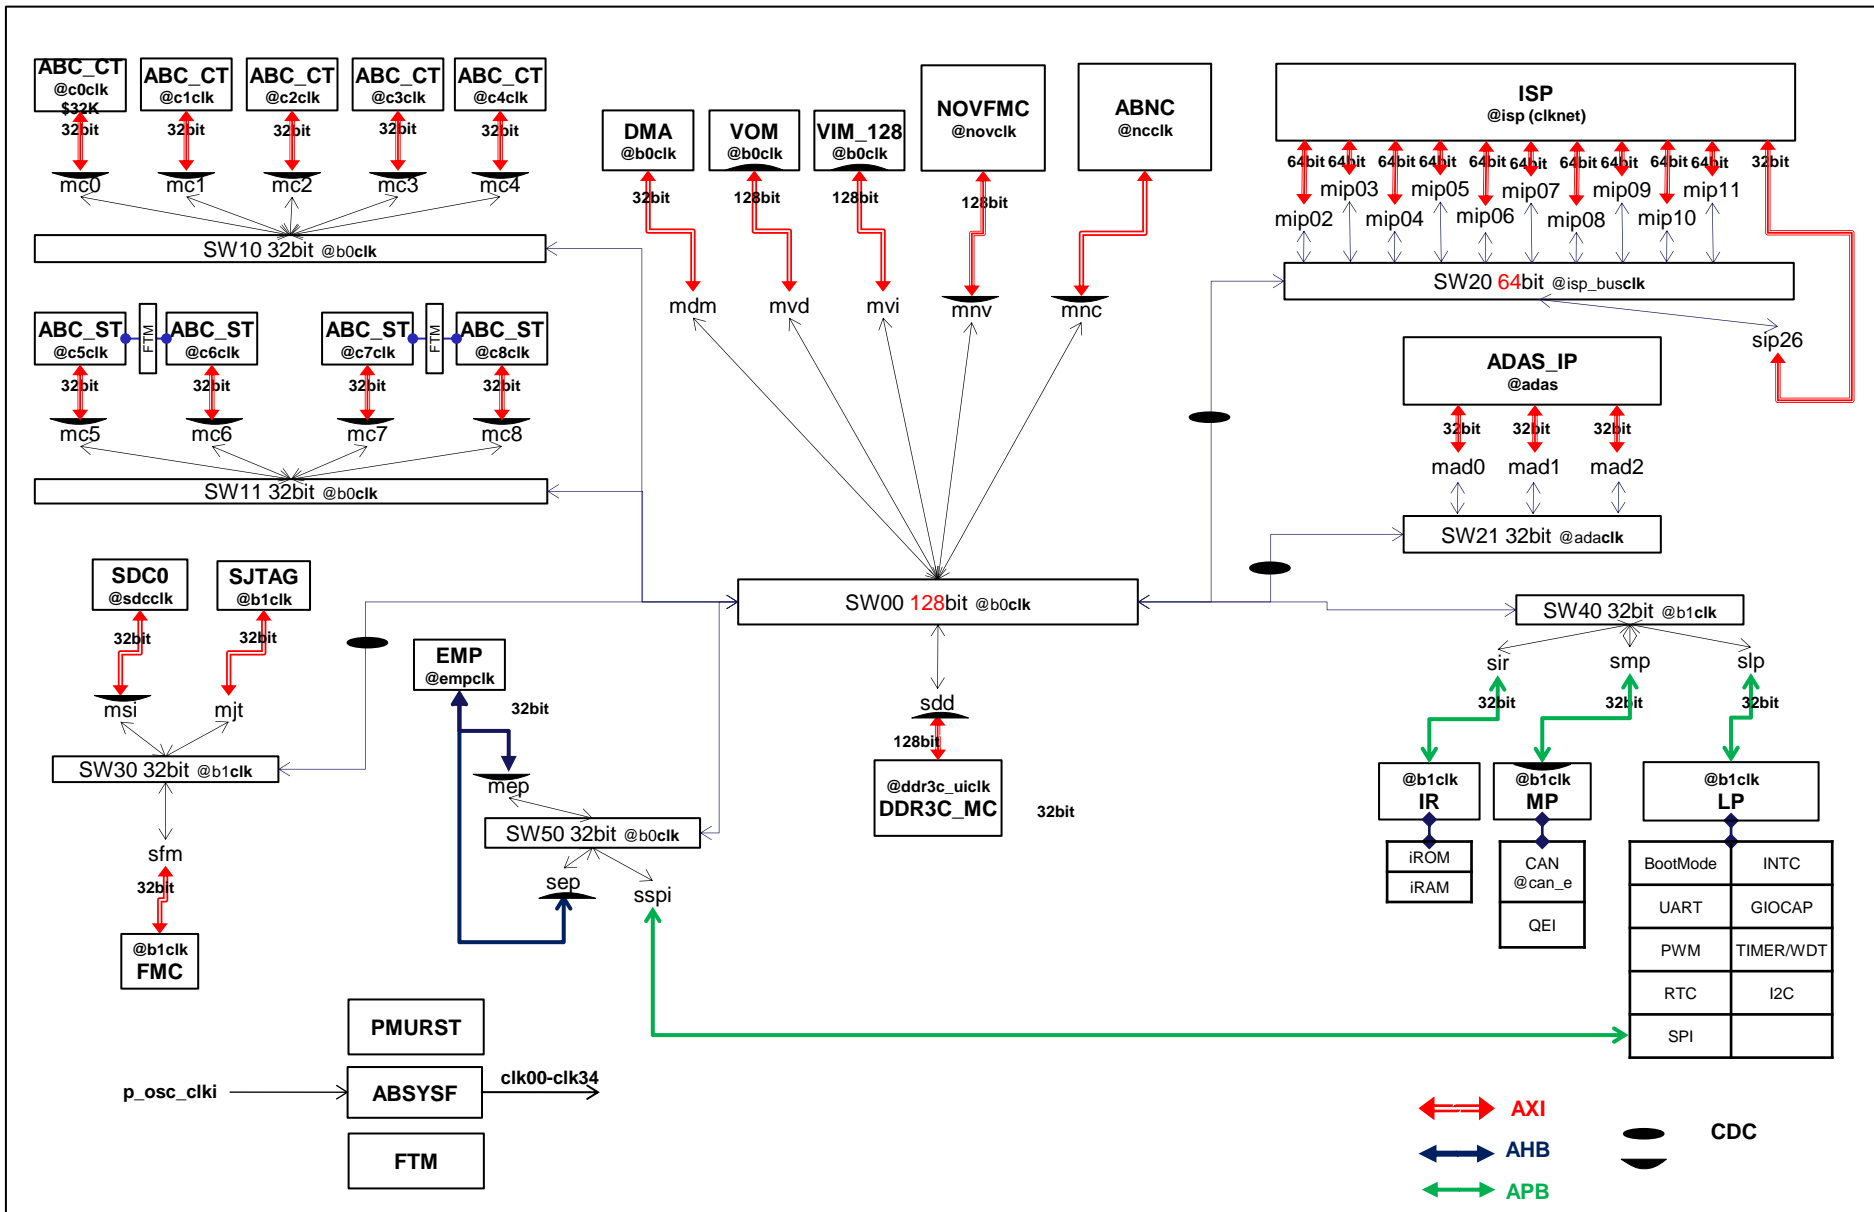 ABC_CT
@c0clk
$32K
32bit
mc0
ABC_CT
@c1clk
32bit
mc1
ABC_CT
@c2clk
32bit
mc2
ABC_CT
@c3clk
32bit
mc3
ABC_CT
@c4clk
32bit
mc4
SW10 32bit @b0clk
ABC_ST
@c5clk
32bit
mc5
FTM
ABC_ST
@c6clk
32bit
mc6
ABC_ST
@c7clk
32bit
mc7
FTM
ABC_ST
@c8clk
32bit
mc8
SW11 32bit @b0clk
DMA
@b0clk
32bit
mdm
VOM
@b0clk
128bit
mvd
VIM_128
@b0clk
128bit
mvi
NOVFMC
@novclk
128bit
mnv
ABNC
@ncclk
mnc
ISP
@isp (clknet)
64bit
64bit
64bit
64bit
64bit
64bit
64bit
64bit
64bit
64bit
32bit
mip03
mip05
mip07
mip09
mip11
mip02
mip04
mip06
mip08
mip10
SW20 64bit @isp_busclk
sip26
ADAS_IP
@adas
32bit
32bit
32bit
mad0
mad1
mad2
SW21 32bit @adaclk
SDC0
@sdcclk
32bit
msi
SJTAG
@b1clk
32bit
mjt
SW30 32bit @b1clk
sfm
32bit
@b1clk
FMC
SW00 128bit @b0clk
EMP
@empclk
32bit
mep
SW50 32bit @b0clk
sep
sspi
sdd
128bit
@ddr3c_uiclk
DDR3C_MC
32bit
SW40 32bit @b1clk
sir
smp
slp
32bit
32bit
32bit
@b1clk
IR
iROM
iRAM
@b1clk
MP
CAN
@can_e
QEI
@b1clk
LP
BootMode
INTC
UART
GIOCAP
PWM
TIMER/WDT
RTC
I2C
SPI
PMURST
p_osc_clki
ABSYSF
clk00-clk34
FTM
AXI
AHB
APB
CDC